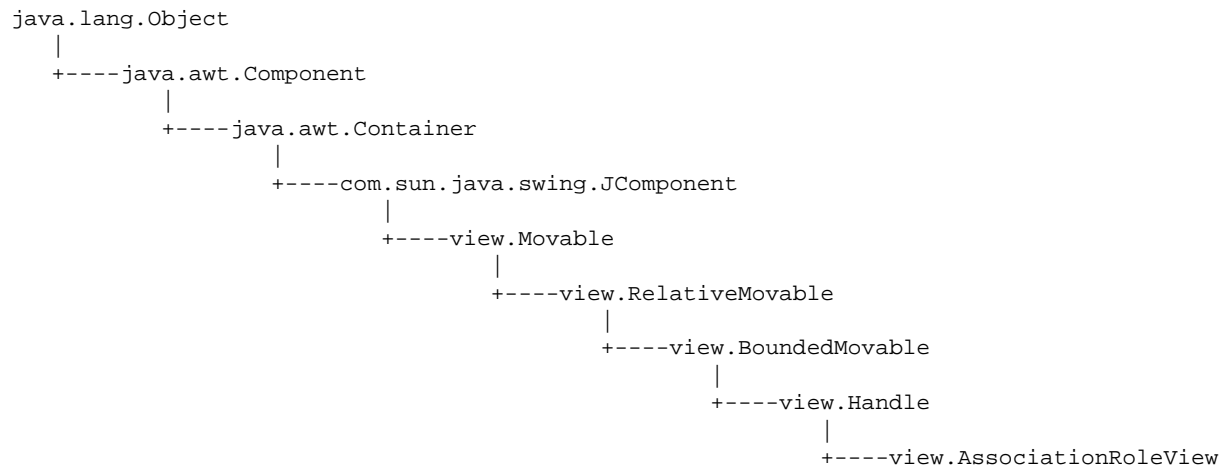 java.lang.Object
   |
   +----java.awt.Component
           |
           +----java.awt.Container
                   |
                   +----com.sun.java.swing.JComponent
                           |
                           +----view.Movable
                                   |
                                   +----view.RelativeMovable
                                           |
                                           +----view.BoundedMovable
                                                   |
                                                   +----view.Handle
                                                           |
                                                           +----view.AssociationRoleView